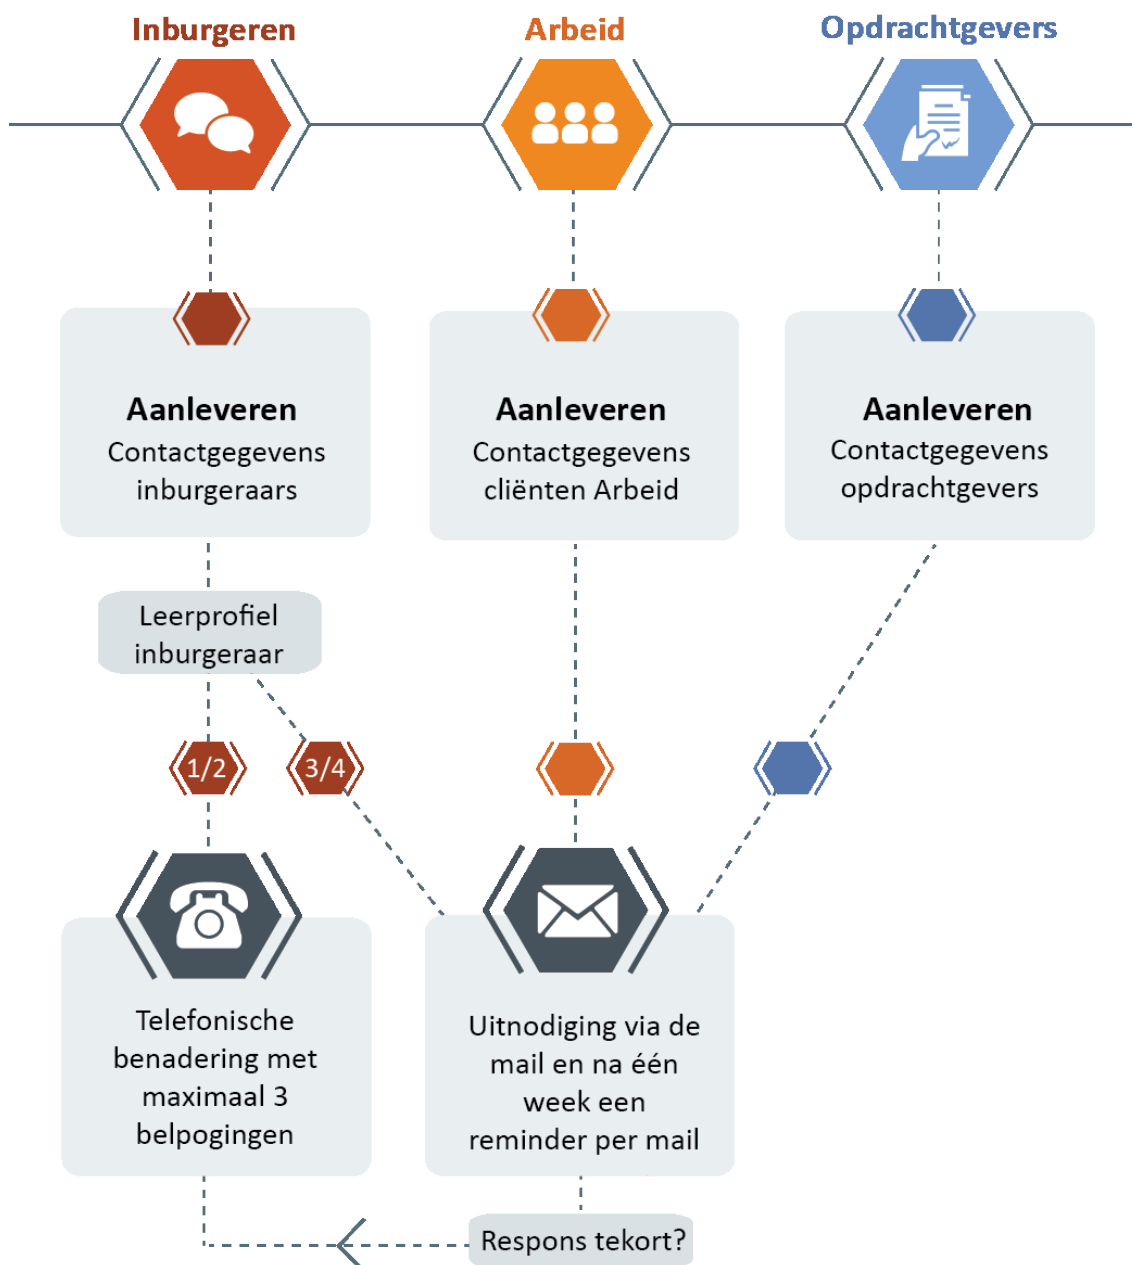 Inburgeren
Arbeid
Opdrachtgevers
Aanleveren
Contactgegevens
inburgeraars
Aanleveren
Contactgegevens
cliënten Arbeid
Aanleveren
Contactgegevens
opdrachtgevers
Leerprofiel
inburgeraar
1/2
3/4
Telefonische
benadering met
maximaal 3
belpogingen
Uitnodiging via de
mail en na één
week een
reminder per mail
Respons tekort?